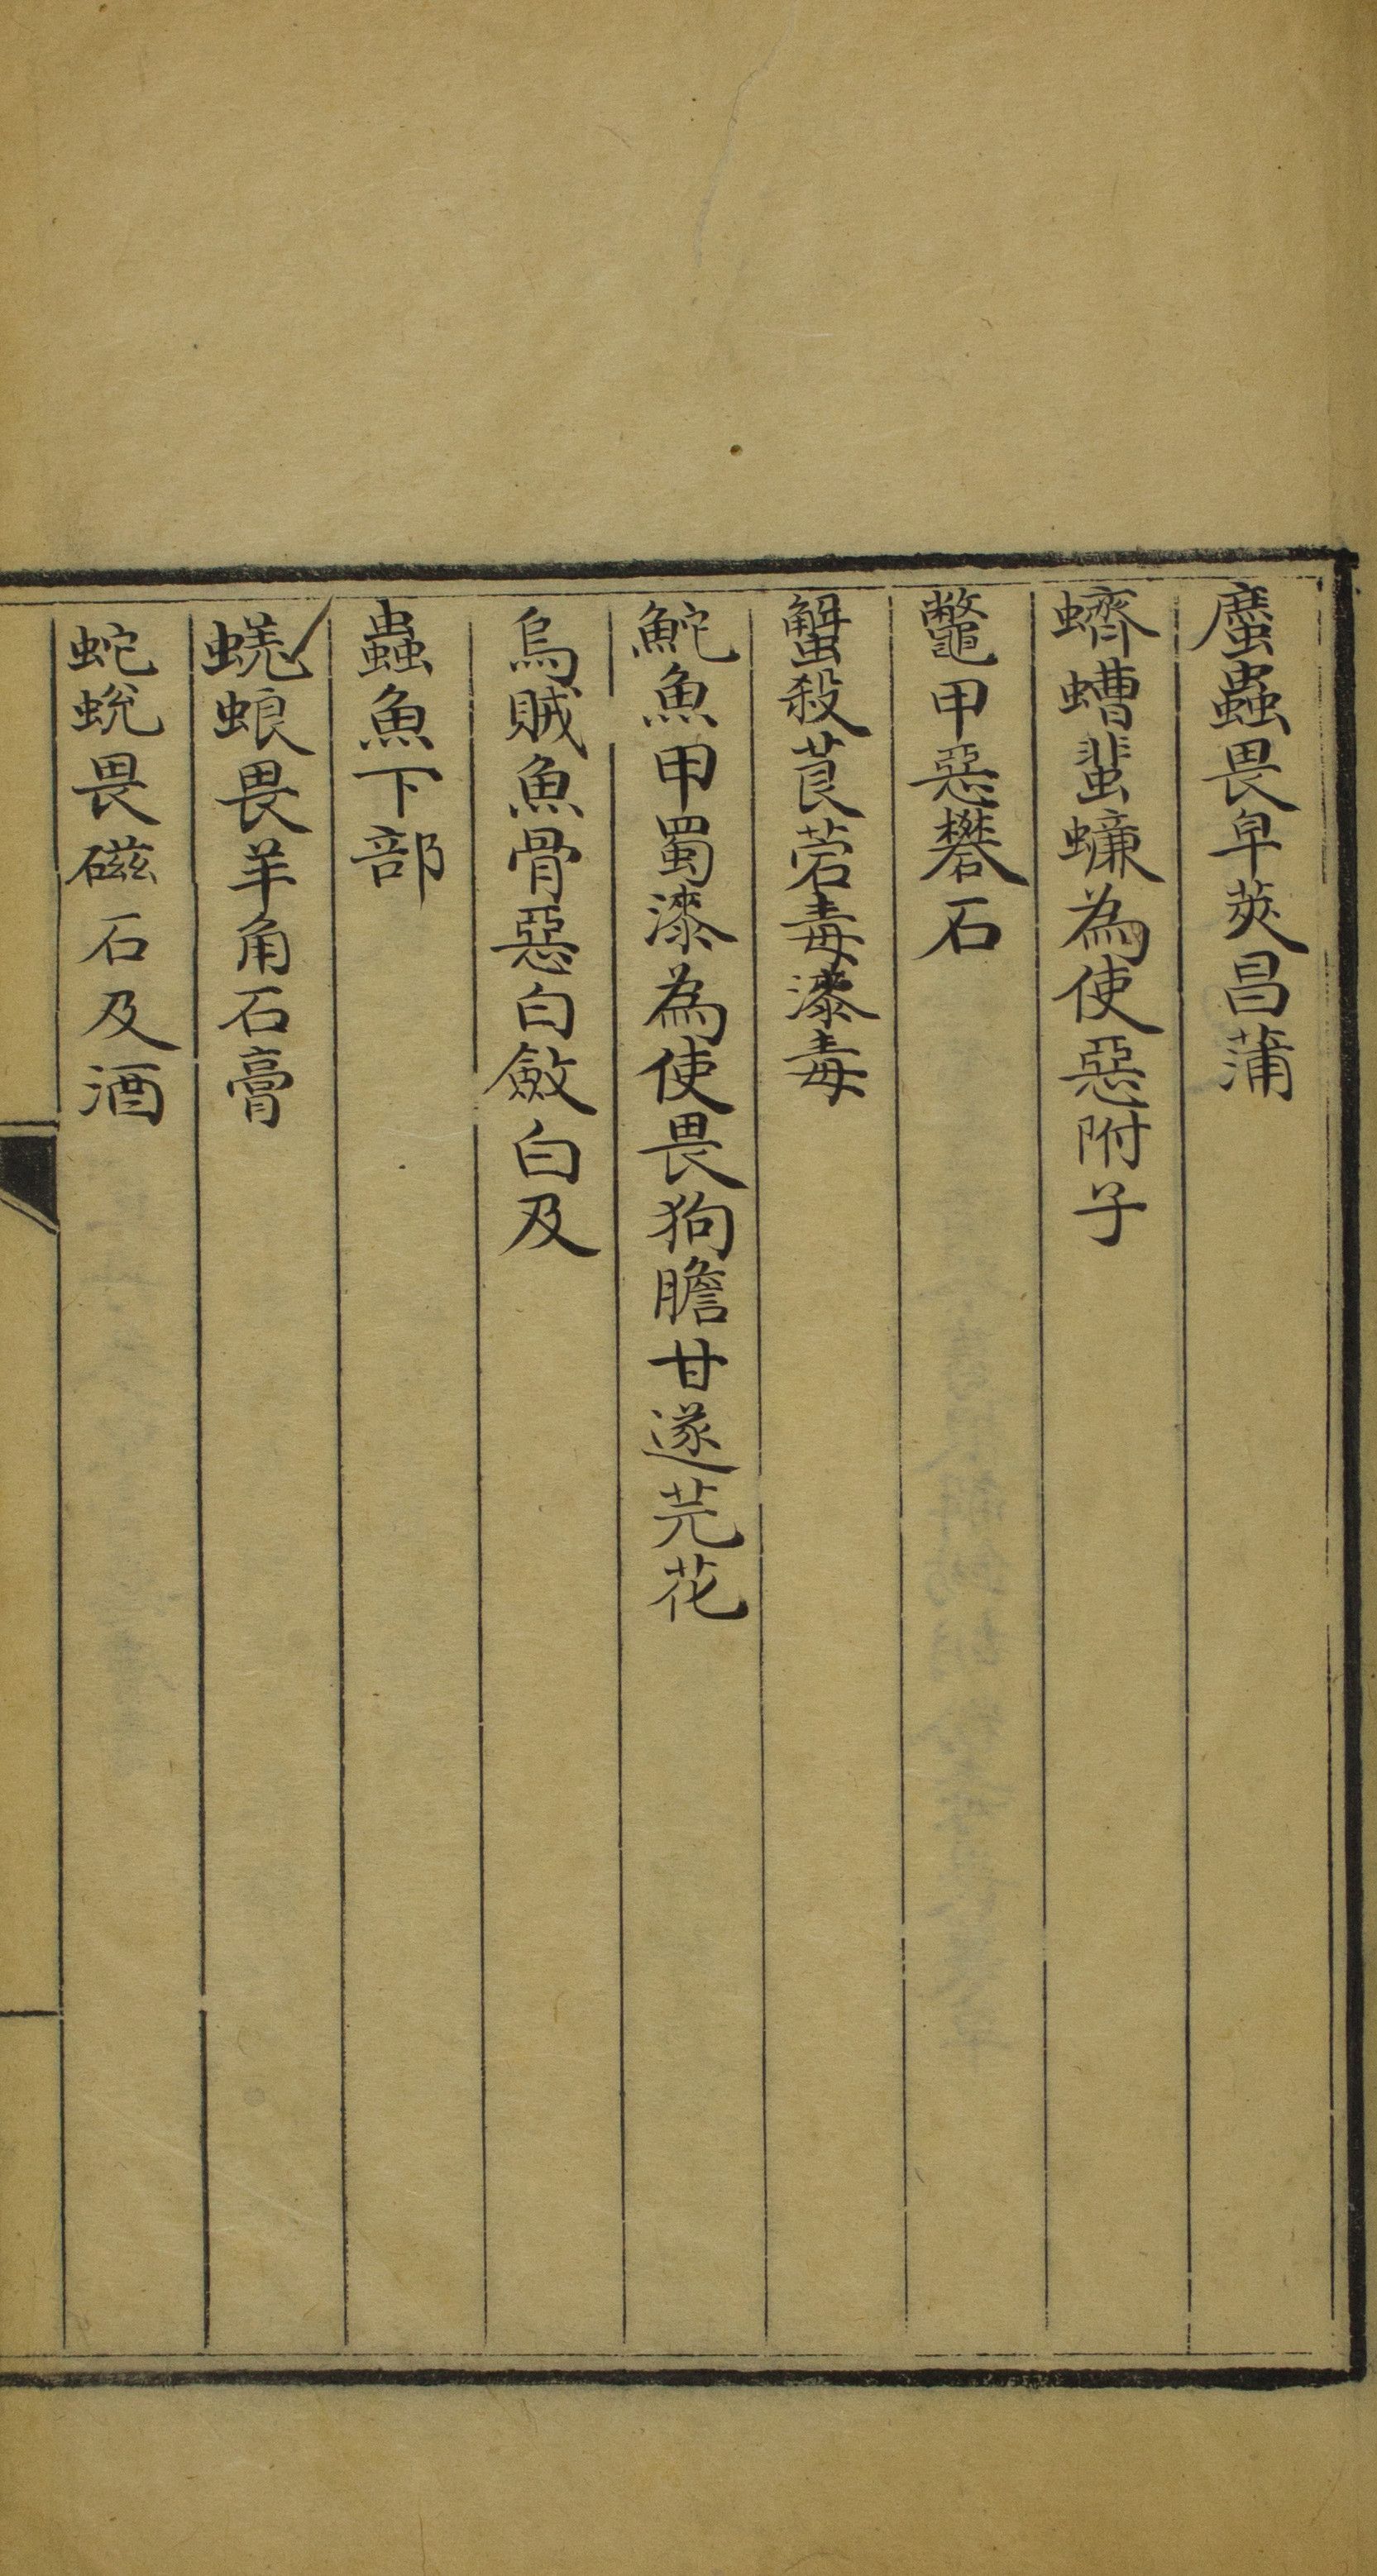 䗪蟲畏皁莢昌蒲
蠐螬蜚蠊為使惡附子
鼈甲惡礬石
蟹殺莨菪毒漆毒
鮀魚甲蜀漆為使畏狗膽甘遂芫花
烏賊魚骨惡白斂白及
蟲魚下部
蜣蜋畏羊角石膏
蛇蛻畏磁石及酒